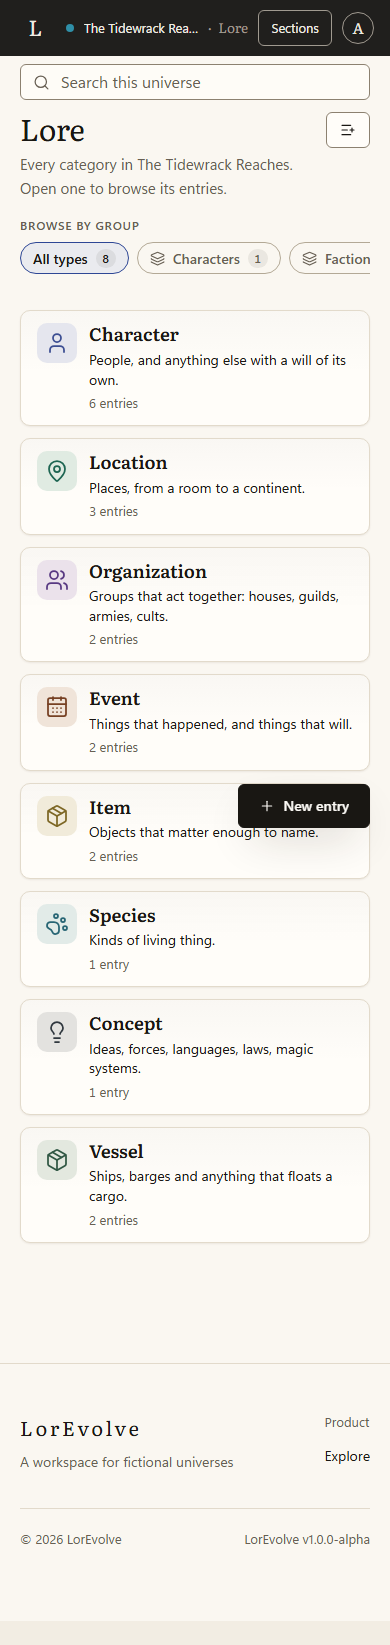 L
The Tidewrack Rea... · Lore
Sections
A
Search this universe
Lore
Every category in The Tidewrack Reaches.
Open one to browse its entries.
BROWSE BY GROUP
All types 8
Characters 1
Faction
Character
People, and anything else with a will of its
own.
6 entries
Location
Places, from a room to a continent.
3 entries
Organization
Groups that act together: houses, guilds,
armies, cults.
2 entries
Event
Things that happened, and things that will.
2 entries
Item
New entry
Objects that matter enough to name.
2 entries
Species
Kinds of living thing.
1 entry
Concept
Ideas, forces, languages, laws, magic
systems.
1 entry
Vessel
Ships, barges and anything that floats a
cargo.
2 entries
LorEvolve
A workspace for fictional universes
Product
Explore
© 2026 LorEvolve
LorEvolve v1.0.0-alpha